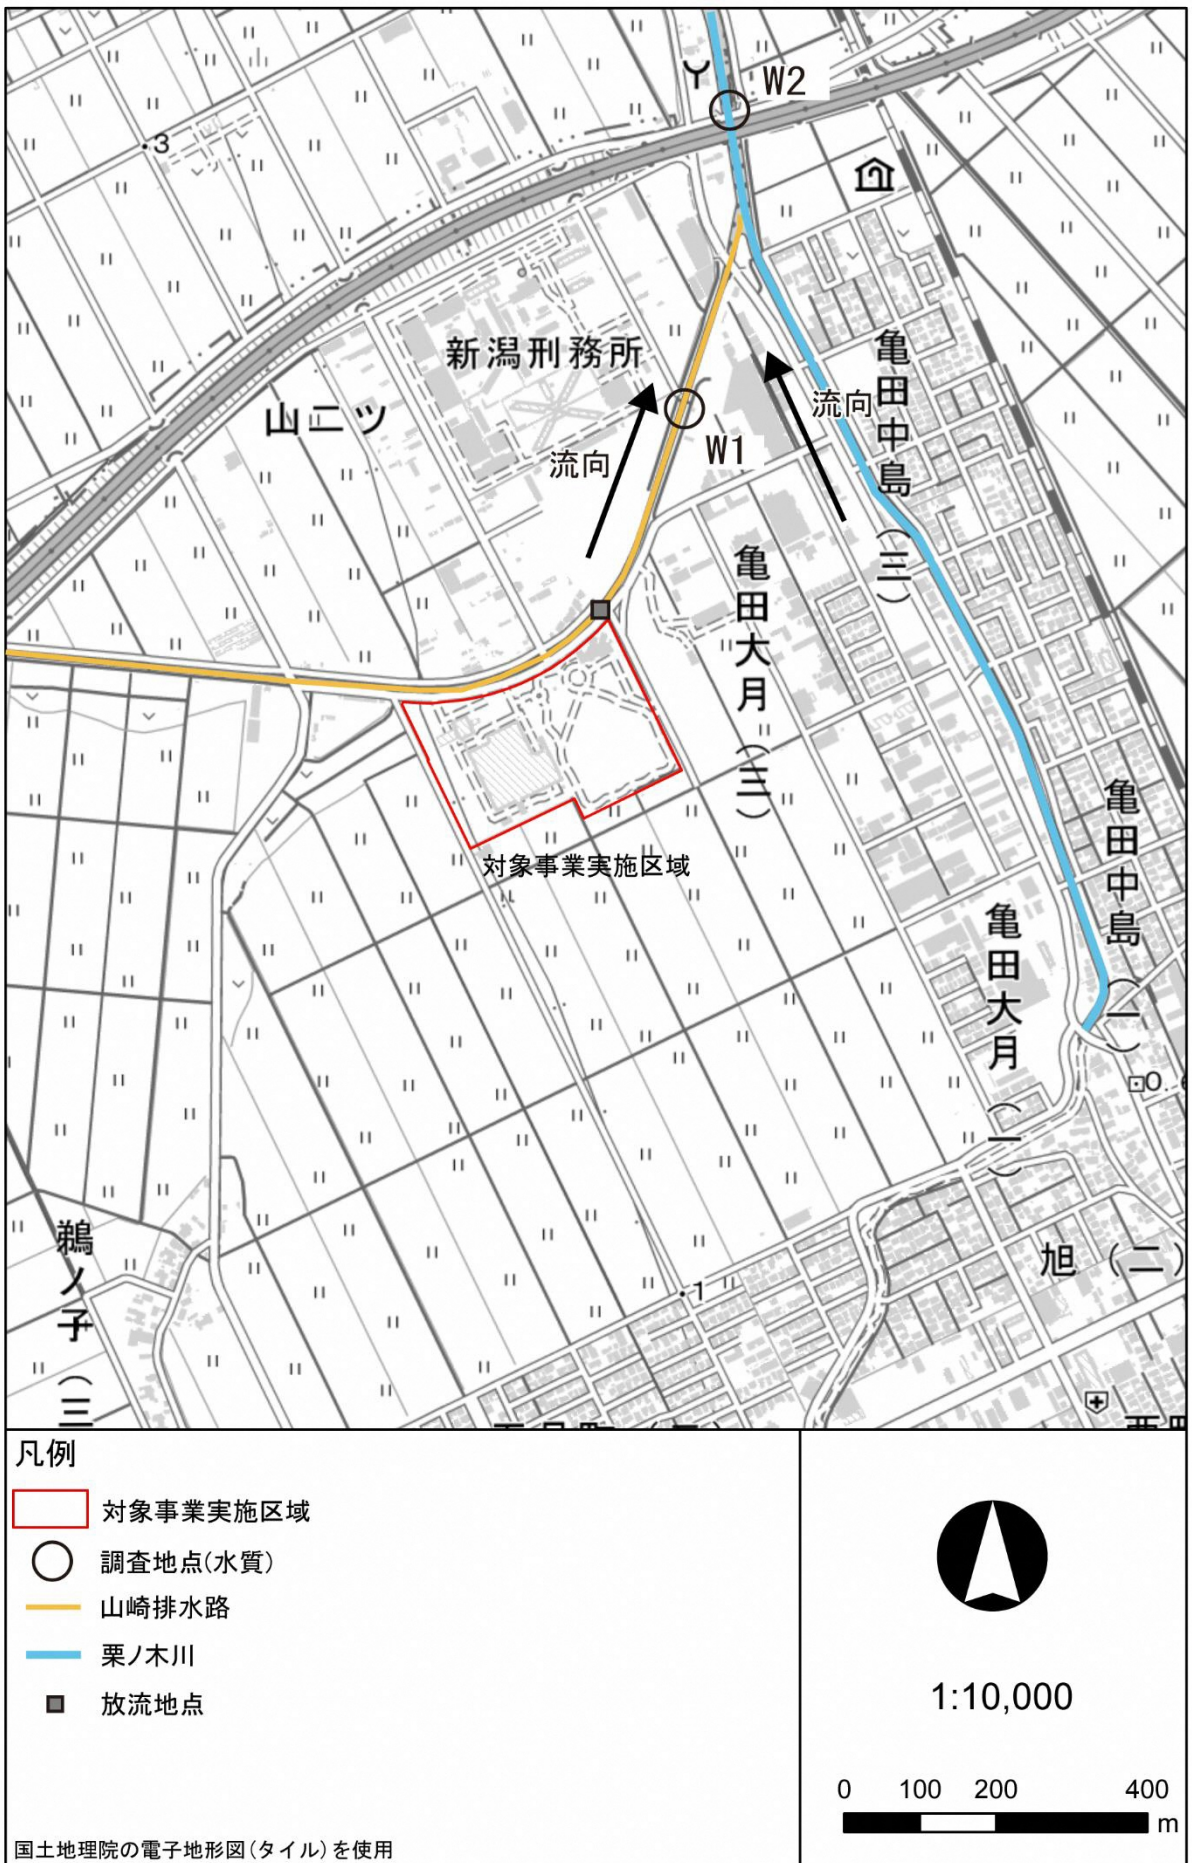 W2
・3
新潟刑務所
山二ツ
流向
W1
流向
亀田中島(三)
亀田大月(三)
対象事業実施区域
亀田中島(一)
亀田大月(一)
0.
鵜ノ子(三)
・1
旭(二)
凡例
対象事業実施区域
調査地点(水質)
山崎排水路
栗ノ木川
放流地点
国土地理院の電子地形図(タイル)を使用
1:10,000
0 100 200 400
m